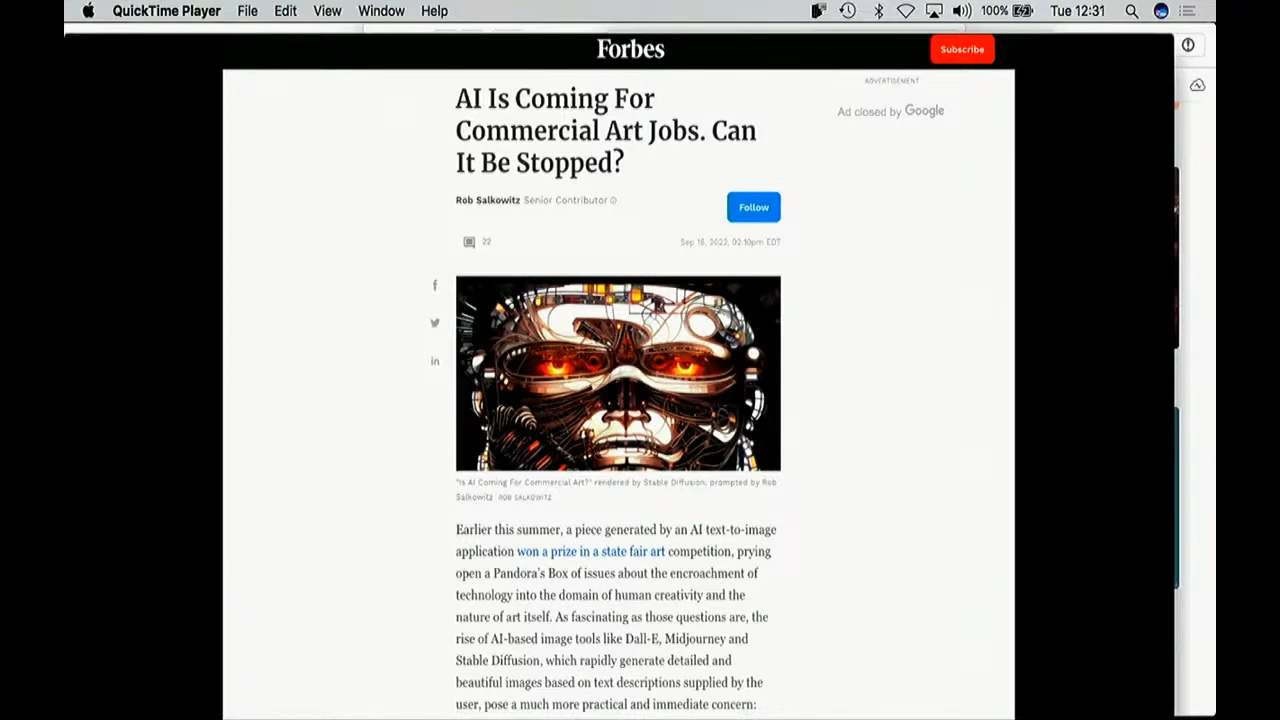 QuickTime Player File Edit View Window Help 100% Tue 12:31
Forbes
Subscribe
ADVERTISEMENT
Ad closed by Google
AI Is Coming For
Commercial Art Jobs. Can
It Be Stopped?
Rob Salkowitz Senior Contributor
Follow
22
Sep 16, 2022, 02:10pm EDT
f
in
"Is AI Coming For Commercial Art?" rendered by Stable Diffusion, prompted by Rob
Salkowitz ROB SALKOWITZ
Earlier this summer, a piece generated by an AI text-to-image
application won a prize in a state fair art competition, prying
open a Pandora's Box of issues about the encroachment of
technology into the domain of human creativity and the
nature of art itself. As fascinating as those questions are, the
rise of AI-based image tools like Dall-E, Midjourney and
Stable Diffusion, which rapidly generate detailed and
beautiful images based on text descriptions supplied by the
user, pose a much more practical and immediate concern: